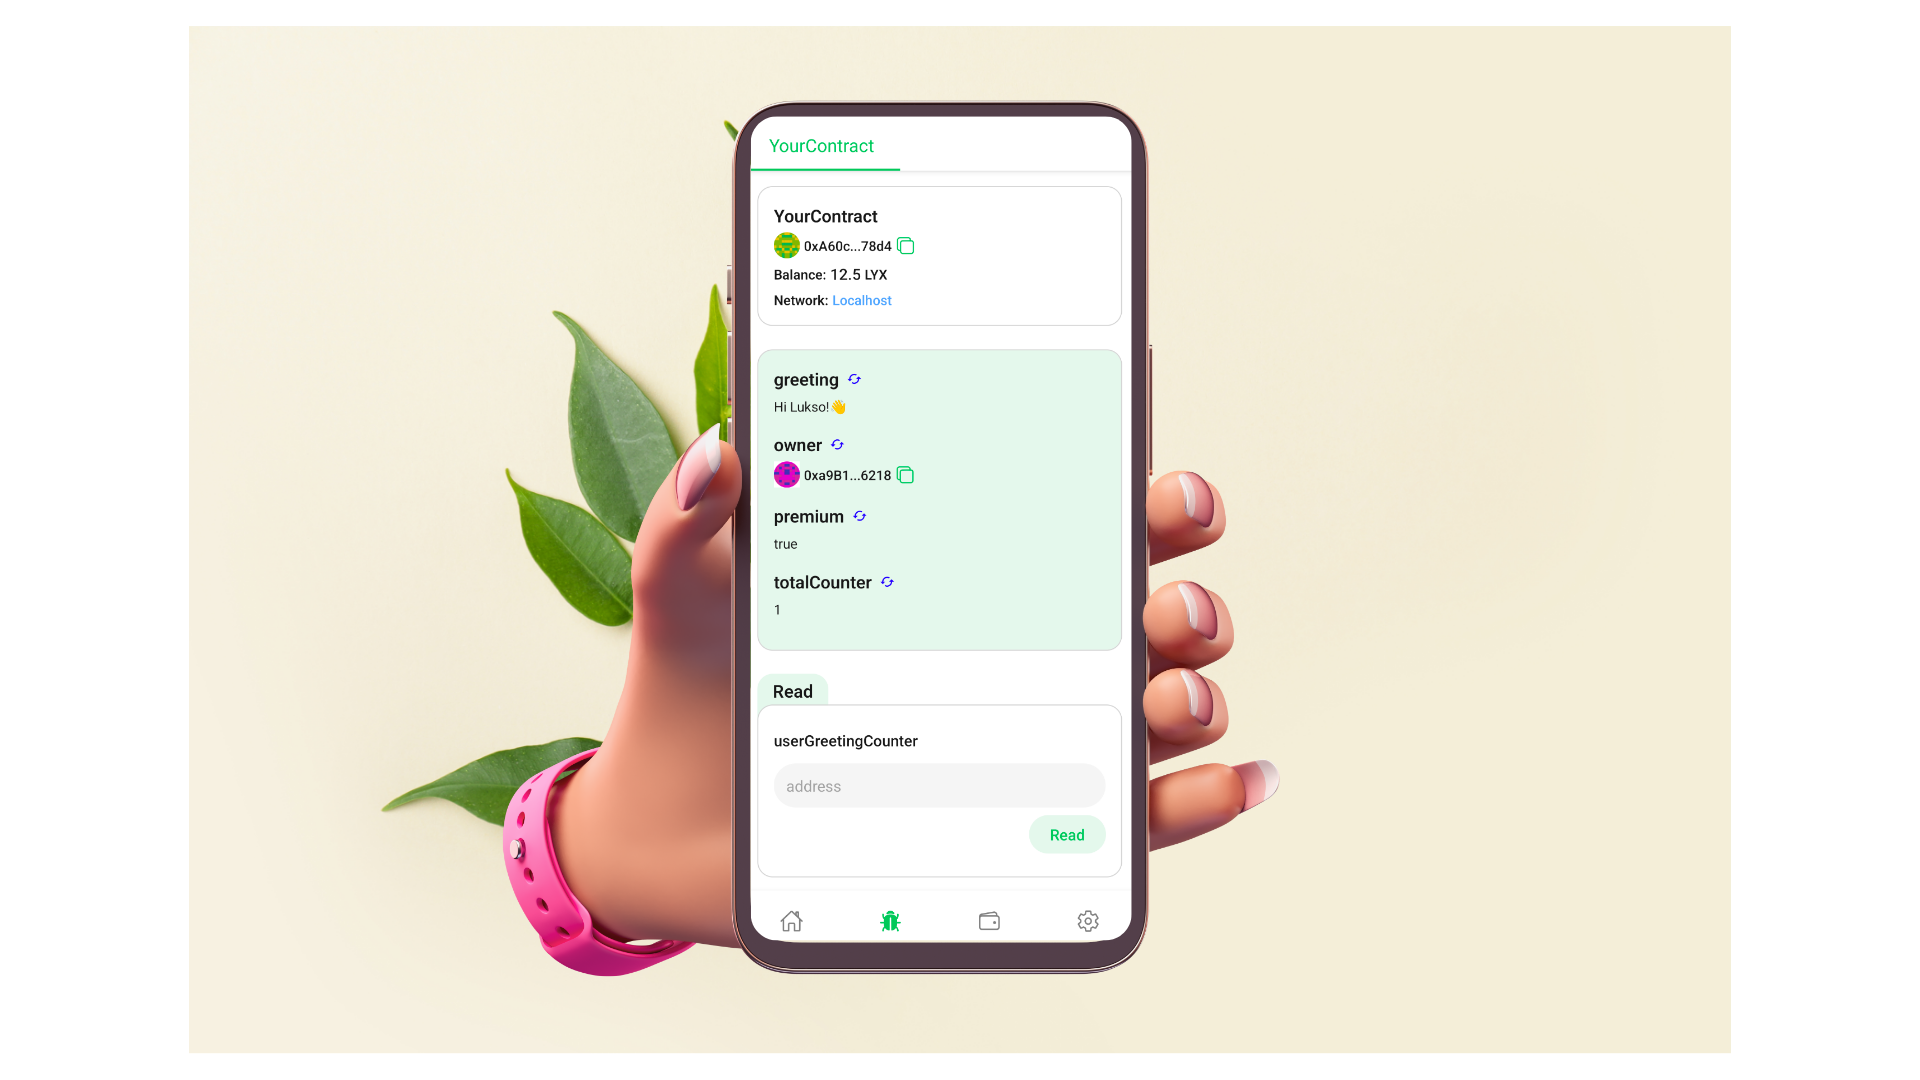 YourContract
YourContract
0xA60c...78d4
Balance: 12.5 LYX
Network: Localhost
greeting
Hi Lukso!👋
owner
0xa9B1...6218
premium
true
totalCounter
1
Read
userGreetingCounter
address
Read